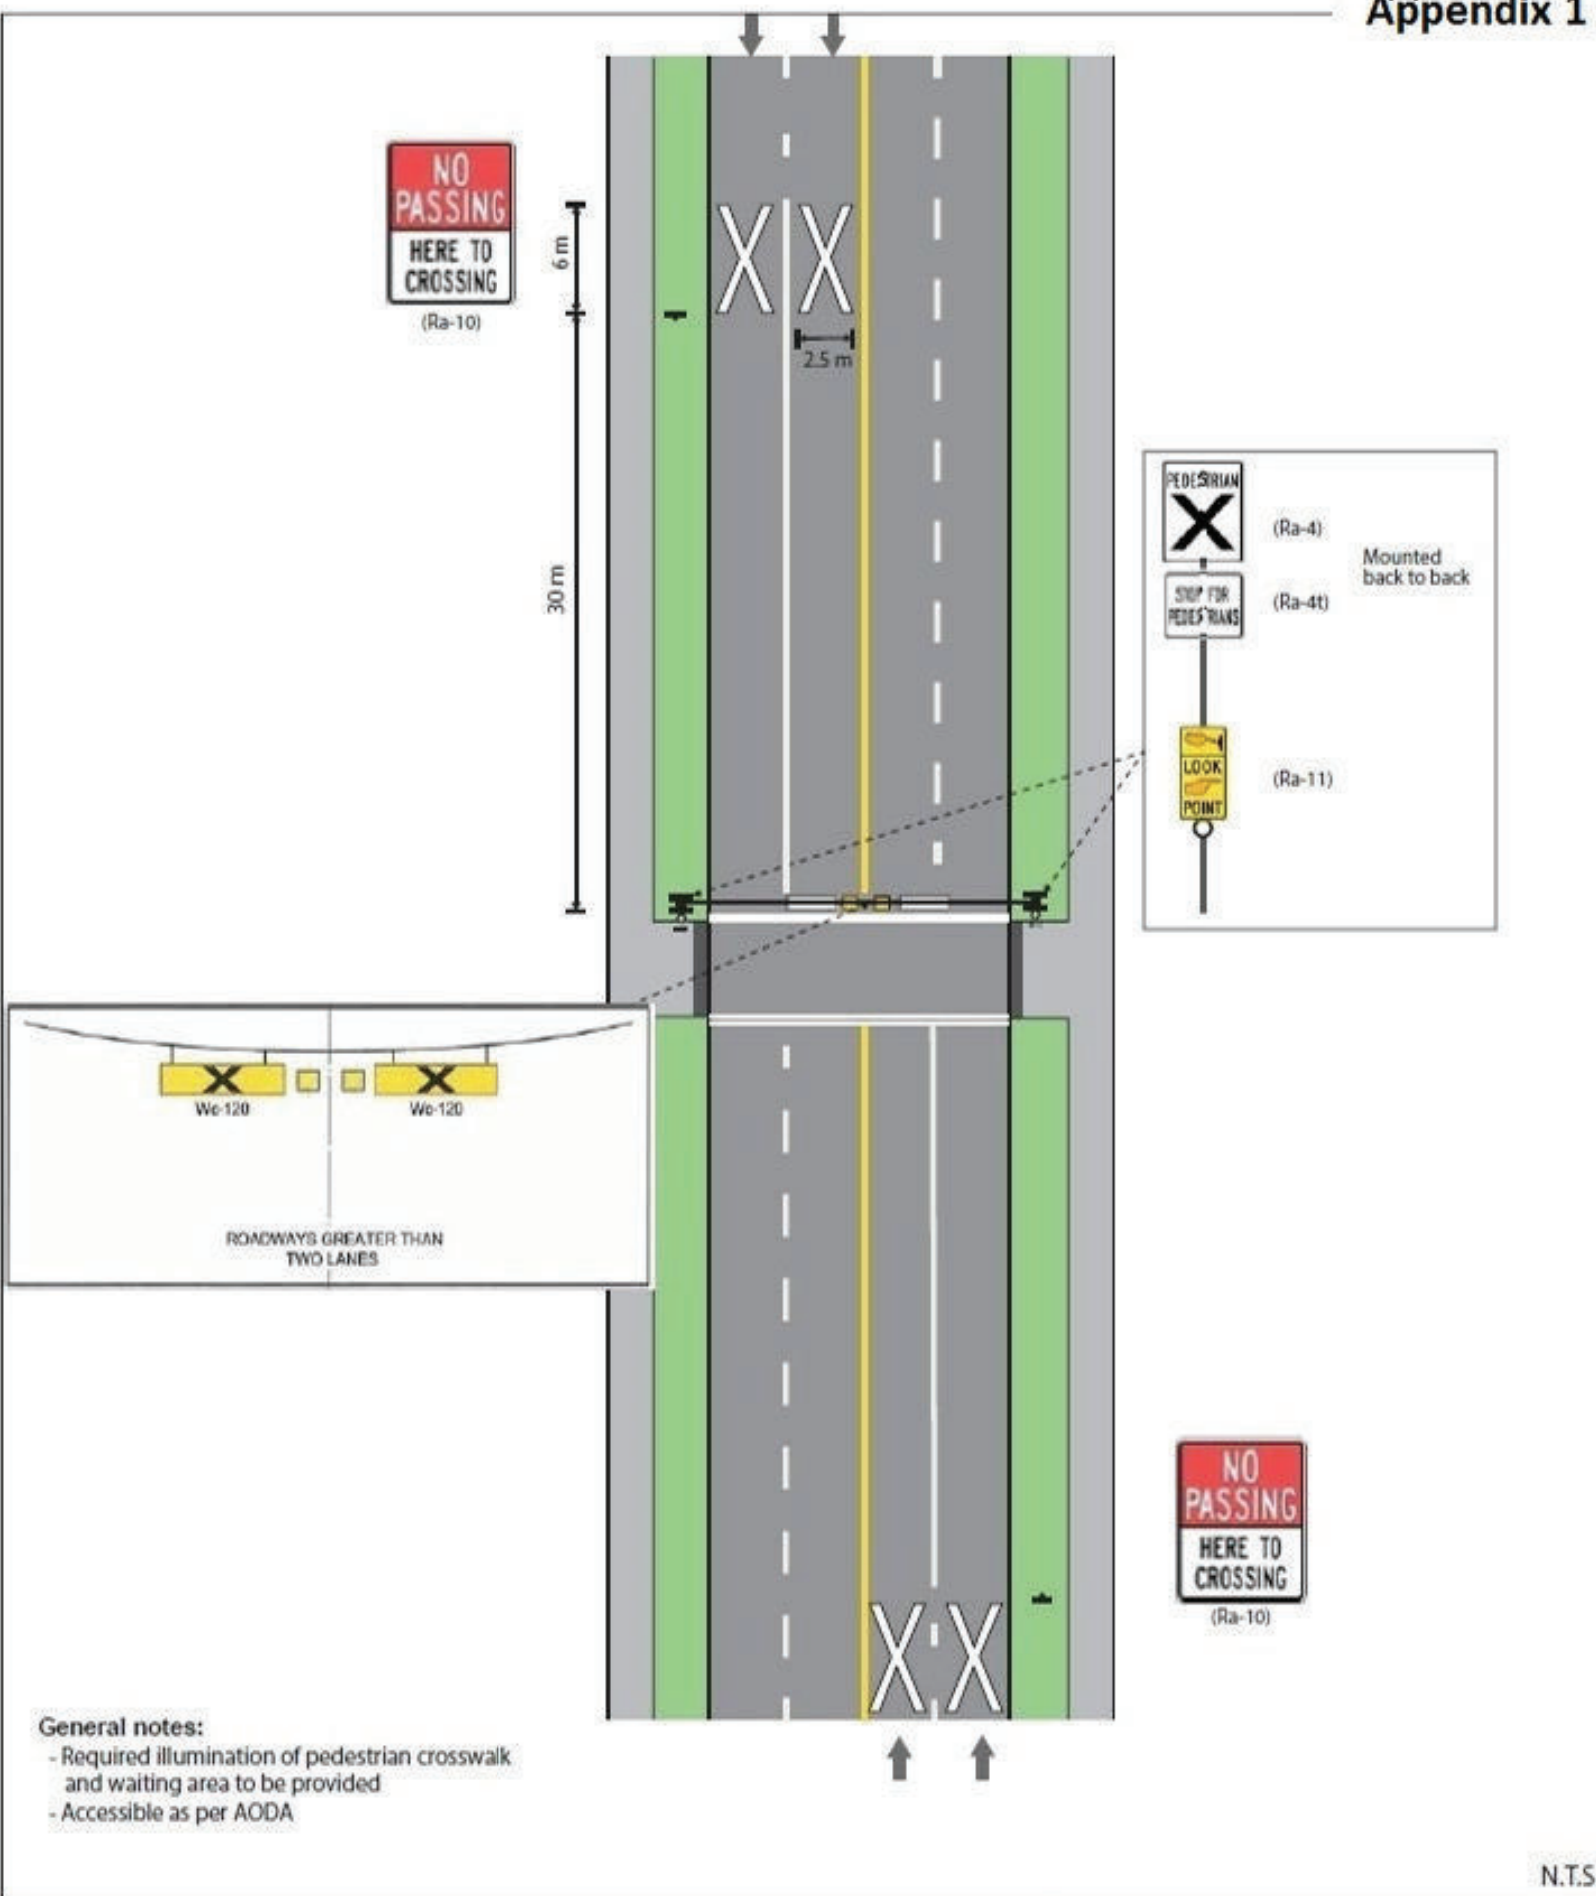 Appendix 1
NO
PASSING
HERE TO
CROSSING
(Ra-10)
6 m
2.5 m
30 m
PEDESTRIAN
X
(Ra-4)
Mounted
back to back
STOP FOR
PEDESTRIANS
(Ra-4t)
LOOK
POINT
(Ra-11)
X X
Wc-120 Wc-120
ROADWAYS GREATER THAN
TWO LANES
NO
PASSING
HERE TO
CROSSING
(Ra-10)
General notes:
- Required illumination of pedestrian crosswalk
and waiting area to be provided
- Accessible as per AODA
N.T.S